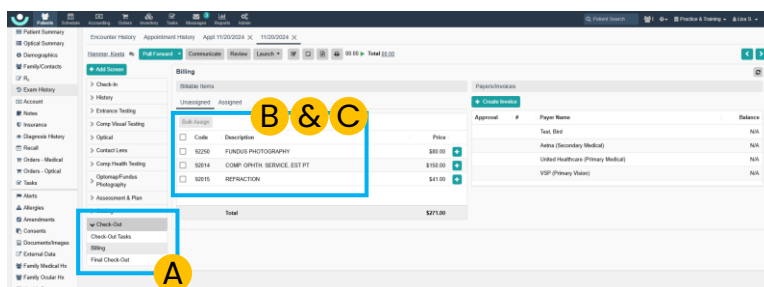 Patients Schedule Accounting Orders Inventory Tasks Messages Reports Admin
Patient Search
Practice & Training
Lisa S.
Patient Summary
Optical Summary
Demographics
Family/Contacts
Rx
Exam History
Account
Notes
Insurance
Diagnosis History
Recall
Orders - Medical
Orders - Optical
Tasks
Alerts
Allergies
Amendments
Consents
Documents/Images
External Data
Family Medical Hx
Family Ocular Hx
Encounter History Appointment History Appt 11/20/2024 X 11/20/2024 X
Pull Forward Communicate Review Launch 00:00 Total 00:00
+ Add Screen
> Check-In
> History
> Entrance Testing
> Comp Visual Testing
> Optical
> Contact Lens
> Comp Health Testing
> Optomap/Fundus
Photography
> Assessment & Plan
Check-Out
Check-Out Tasks
Billing
Final Check-Out
A
Billing
Billable Items
Unassigned Assigned
B & C
Bulk Assign
Code Description Price
92250 FUNDUS PHOTOGRAPHY $80.00
92014 COMP. OPHTH. SERVICE, EST PT $150.00
92015 REFRACTION $41.00
Total $271.00
Payers/Invoices
+ Create Invoice
Approval # Payer Name Balance
Test, Bird N/A
Aetna (Secondary Medical) N/A
United Healthcare (Primary Medical) N/A
VSP (Primary Vision) N/A